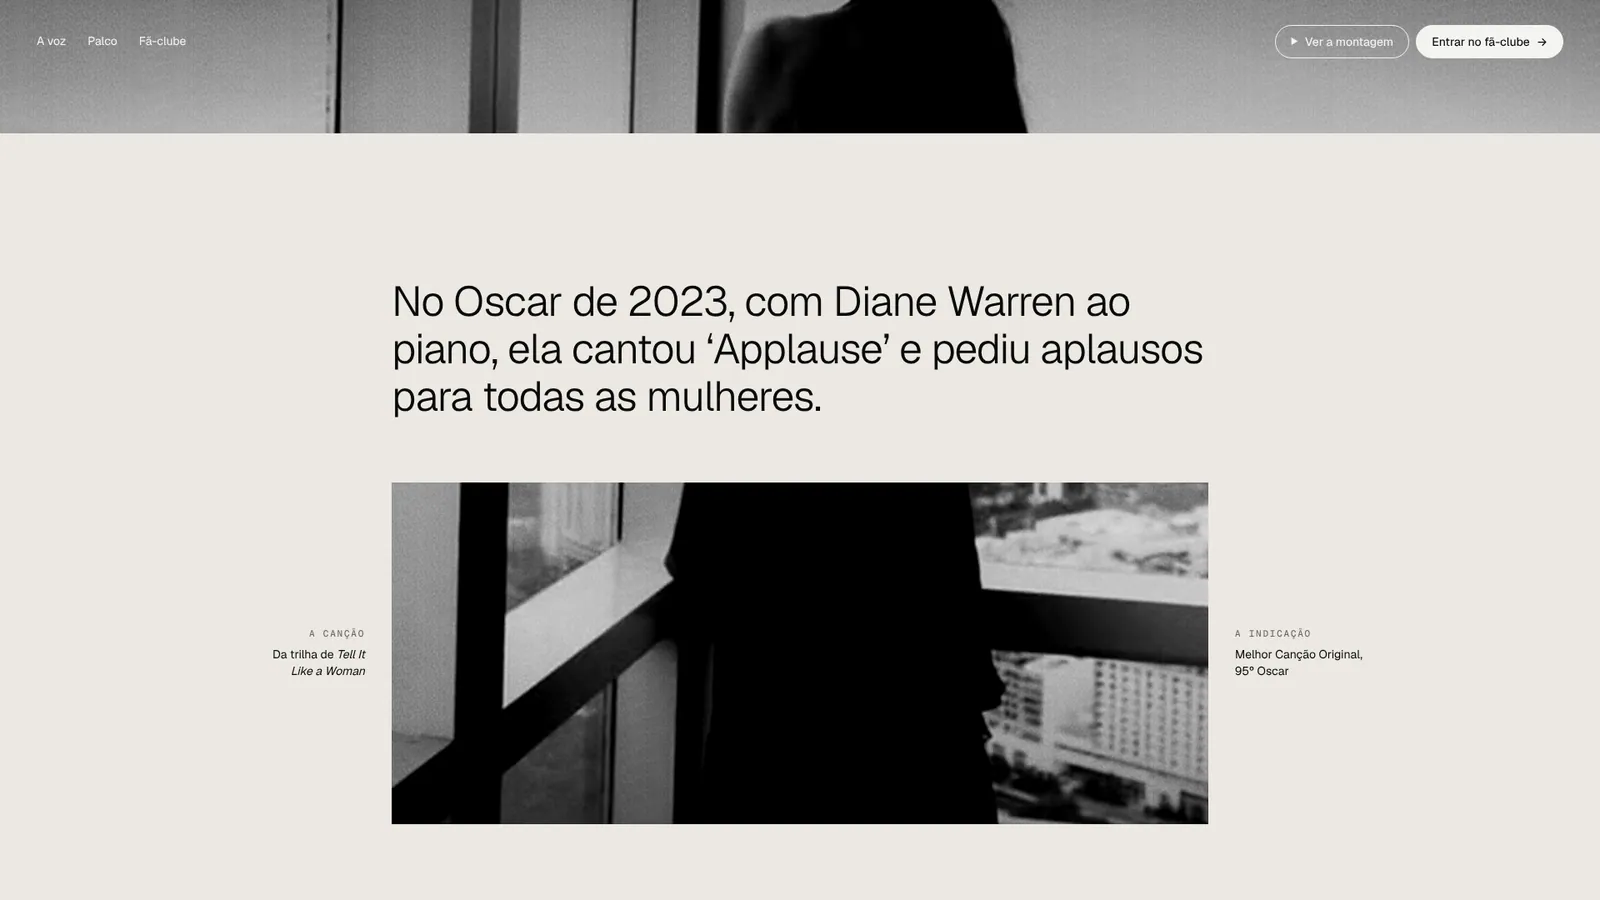 A voz
Palco
Fã-clube
Ver a montagem
Entrar no fã-clube →
No Oscar de 2023, com Diane Warren ao
piano, ela cantou ‘Applause’ e pediu aplausos
para todas as mulheres.
A CANÇÃO
Da trilha de Tell It
Like a Woman
A INDICAÇÃO
Melhor Canção Original,
95º Oscar